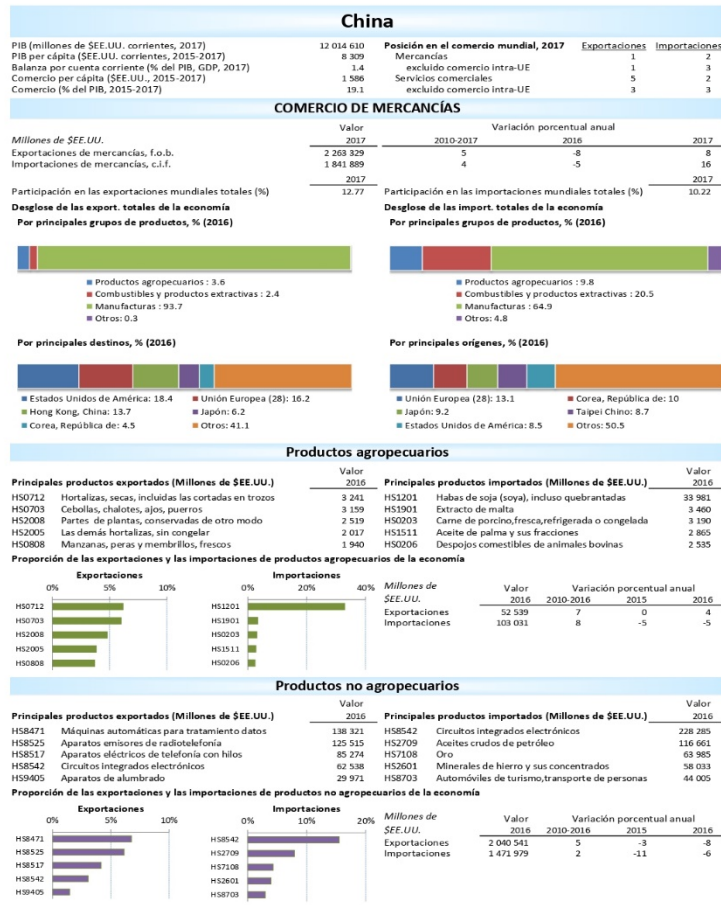 China
PIB (millones de $EE.UU. corrientes, 2017) 12 014 610 Posición en el comercio mundial, 2017 Exportaciones Importaciones
PIB per cápita ($EE.UU. corrientes, 2015-2017) 8 309 Mercancías 1 2
Balanza por cuenta corriente (% del PIB, GDP, 2017) 1.4 excluido comercio intra-UE 1 3
Comercio per cápita ($EE.UU., 2015-2017) 1 586 Servicios comerciales 5 2
Comercio (% del PIB, 2015-2017) 19.1 excluido comercio intra-UE 3 3
COMERCIO DE MERCANCÍAS
Valor Variación porcentual anual
Millones de $EE.UU. 2017 2010-2017 2016 2017
Exportaciones de mercancías, f.o.b. 2 263 329 5 -8 8
Importaciones de mercancías, c.i.f. 1 841 889 4 -5 16
2017 2017
Participación en las exportaciones mundiales totales (%) 12.77 Participación en las importaciones mundiales totales (%) 10.22
Desglose de las export. totales de la economía Desglose de las import. totales de la economía
Por principales grupos de productos, % (2016) Por principales grupos de productos, % (2016)
Productos agropecuarios : 3.6 Productos agropecuarios : 9.8
Combustibles y productos extractivas : 2.4 Combustibles y productos extractivas : 20.5
Manufacturas : 93.7 Manufacturas : 64.9
Otros: 0.3 Otros: 4.8
Por principales destinos, % (2016) Por principales orígenes, % (2016)
Estados Unidos de América: 18.4 Unión Europea (28): 16.2 Unión Europea (28): 13.1 Corea, República de: 10
Hong Kong, China: 13.7 Japón: 6.2 Japón: 9.2 Taipei Chino: 8.7
Corea, República de: 4.5 Otros: 41.1 Estados Unidos de América: 8.5 Otros: 50.5
Productos agropecuarios
Valor Valor
Principales productos exportados (Millones de $EE.UU.) 2016 Principales productos importados (Millones de $EE.UU.) 2016
HS0712 Hortalizas, secas, incluidas las cortadas en trozos 3 241 HS1201 Habas de soja (soya), incluso quebrantadas 33 981
HS0703 Cebollas, chalotes, ajos, puerros 3 159 HS1901 Extracto de malta 3 460
HS2008 Partes de plantas, conservadas de otro modo 2 519 HS0203 Carne de porcino,fresca,refrigerada o congelada 3 190
HS2005 Las demás hortalizas, sin congelar 2 017 HS1511 Aceite de palma y sus fracciones 2 865
HS0808 Manzanas, peras y membrillos, frescos 1 940 HS0206 Despojos comestibles de animales bovinas 2 535
Proporción de las exportaciones y las importaciones de productos agropecuarios de la economía
Exportaciones Importaciones Millones de Valor Variación porcentual anual
0% 5% 10% 0% 20% 40% $EE.UU. 2016 2010-2016 2015 2016
Exportaciones 52 539 7 0 4
Importaciones 103 031 8 -5 -5
HS0712 HS1201
HS0703 HS1901
HS2008 HS0203
HS2005 HS1511
HS0808 HS0206
Productos no agropecuarios
Valor Valor
Principales productos exportados (Millones de $EE.UU.) 2016 Principales productos importados (Millones de $EE.UU.) 2016
HS8471 Máquinas automáticas para tratamiento datos 138 321 HS8542 Circuitos integrados electrónicos 228 285
HS8525 Aparatos emisores de radiotelefonía 125 515 HS2709 Aceites crudos de petróleo 116 661
HS8517 Aparatos eléctricos de telefonía con hilos 85 274 HS7108 Oro 63 985
HS8542 Circuitos integrados electrónicos 62 538 HS2601 Minerales de hierro y sus concentrados 58 033
HS9405 Aparatos de alumbrado 29 971 HS8703 Automóviles de turismo,transporte de personas 44 005
Proporción de las exportaciones y las importaciones de productos no agropecuarios de la economía
Exportaciones Importaciones Millones de Valor Variación porcentual anual
0% 5% 10% 0% 10% 20% $EE.UU. 2016 2010-2016 2015 2016
Exportaciones 2 040 541 5 -3 -8
Importaciones 1 471 979 2 -11 -6
HS8471 HS8542
HS8525 HS2709
HS8517 HS7108
HS8542 HS2601
HS9405 HS8703